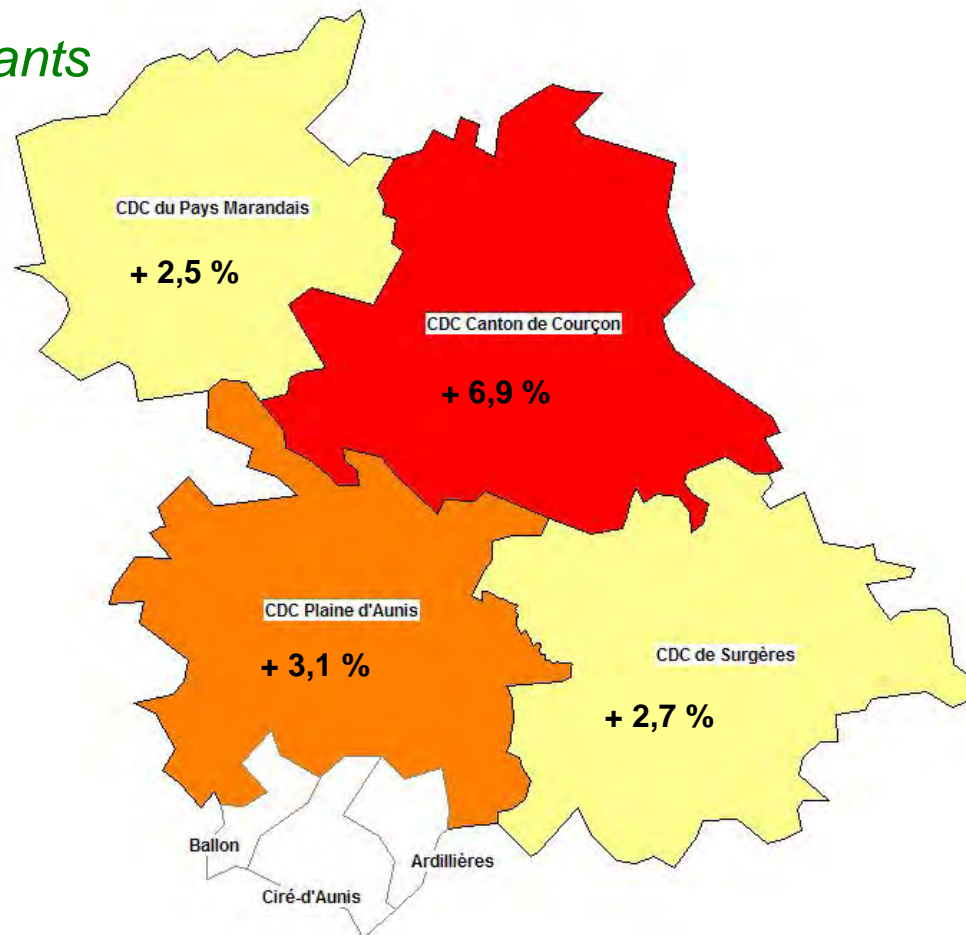 ants
CDC du Pays Marandais
+ 2,5 %
CDC Canton de Courçon
+ 6,9 %
CDC Plaine d'Aunis
+ 3,1 %
CDC de Surgères
+ 2,7 %
Ballon
Ardillières
Ciré-d'Aunis